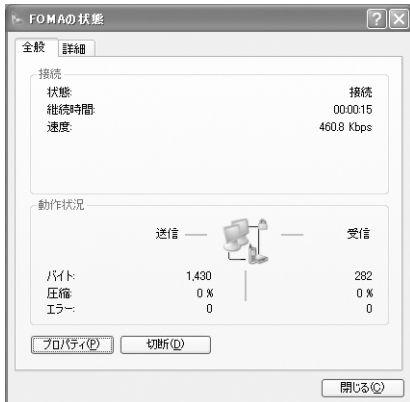 FOMAの状態
全般 詳細
接続
状態: 接続
継続時間: 00:00:15
速度: 460.8 Kbps
動作状況
送信 受信
バイト: 1,430 282
圧縮: 0 % 0 %
エラー: 0 0
プロパティ(P) 切断(D)
閉じる(C)